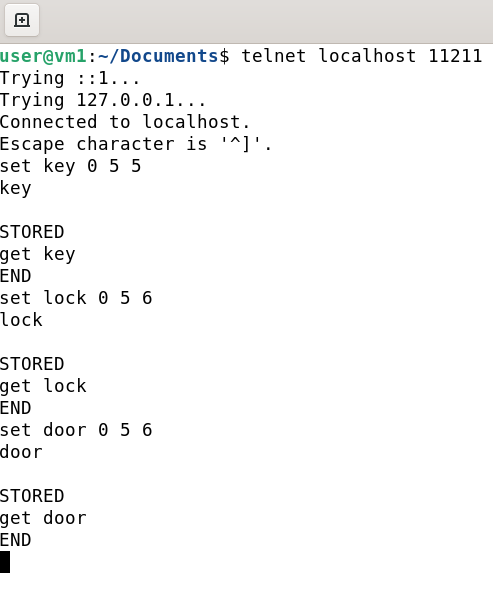 user@vm1:~/Documents$ telnet localhost 11211
Trying ::1...
Trying 127.0.0.1...
Connected to localhost.
Escape character is '^]'.
set key 0 5 5
key

STORED
get key
END
set lock 0 5 6
lock

STORED
get lock
END
set door 0 5 6
door

STORED
get door
END